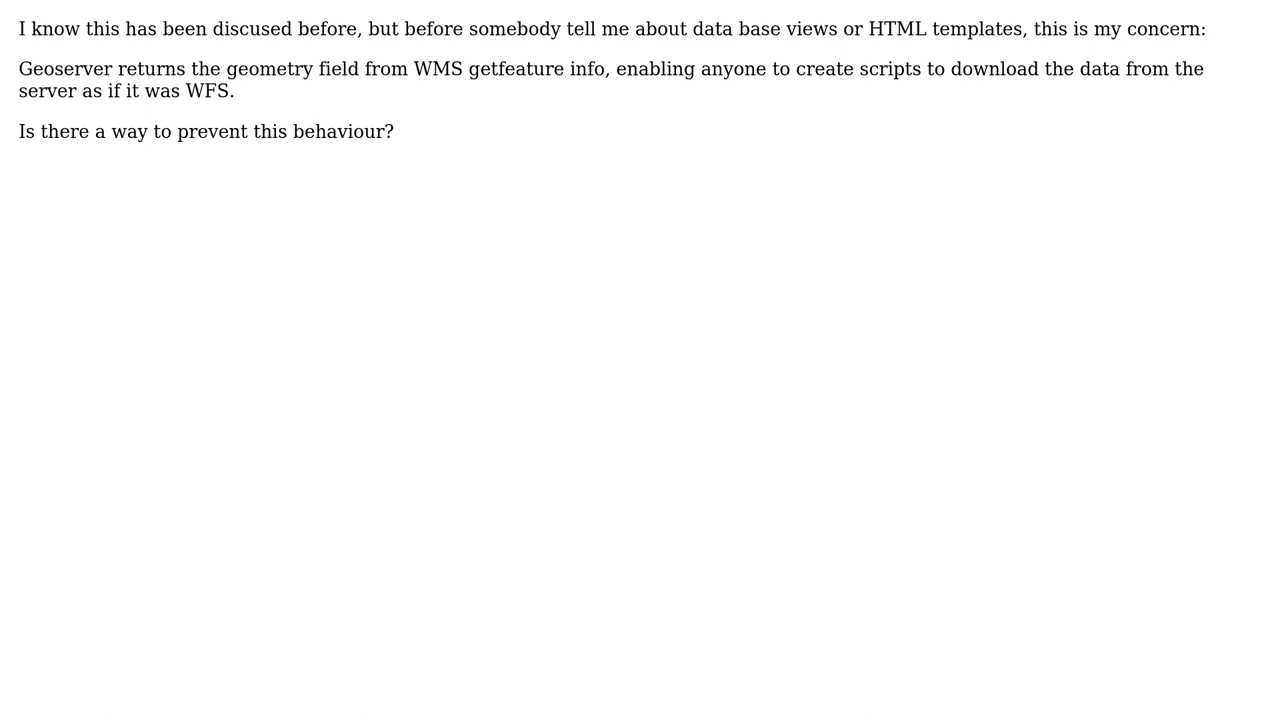 I know this has been discused before, but before somebody tell me about data base views or HTML templates, this is my concern:
Geoserver returns the geometry field from WMS getfeature info, enabling anyone to create scripts to download the data from the
server as if it was WFS.
Is there a way to prevent this behaviour?